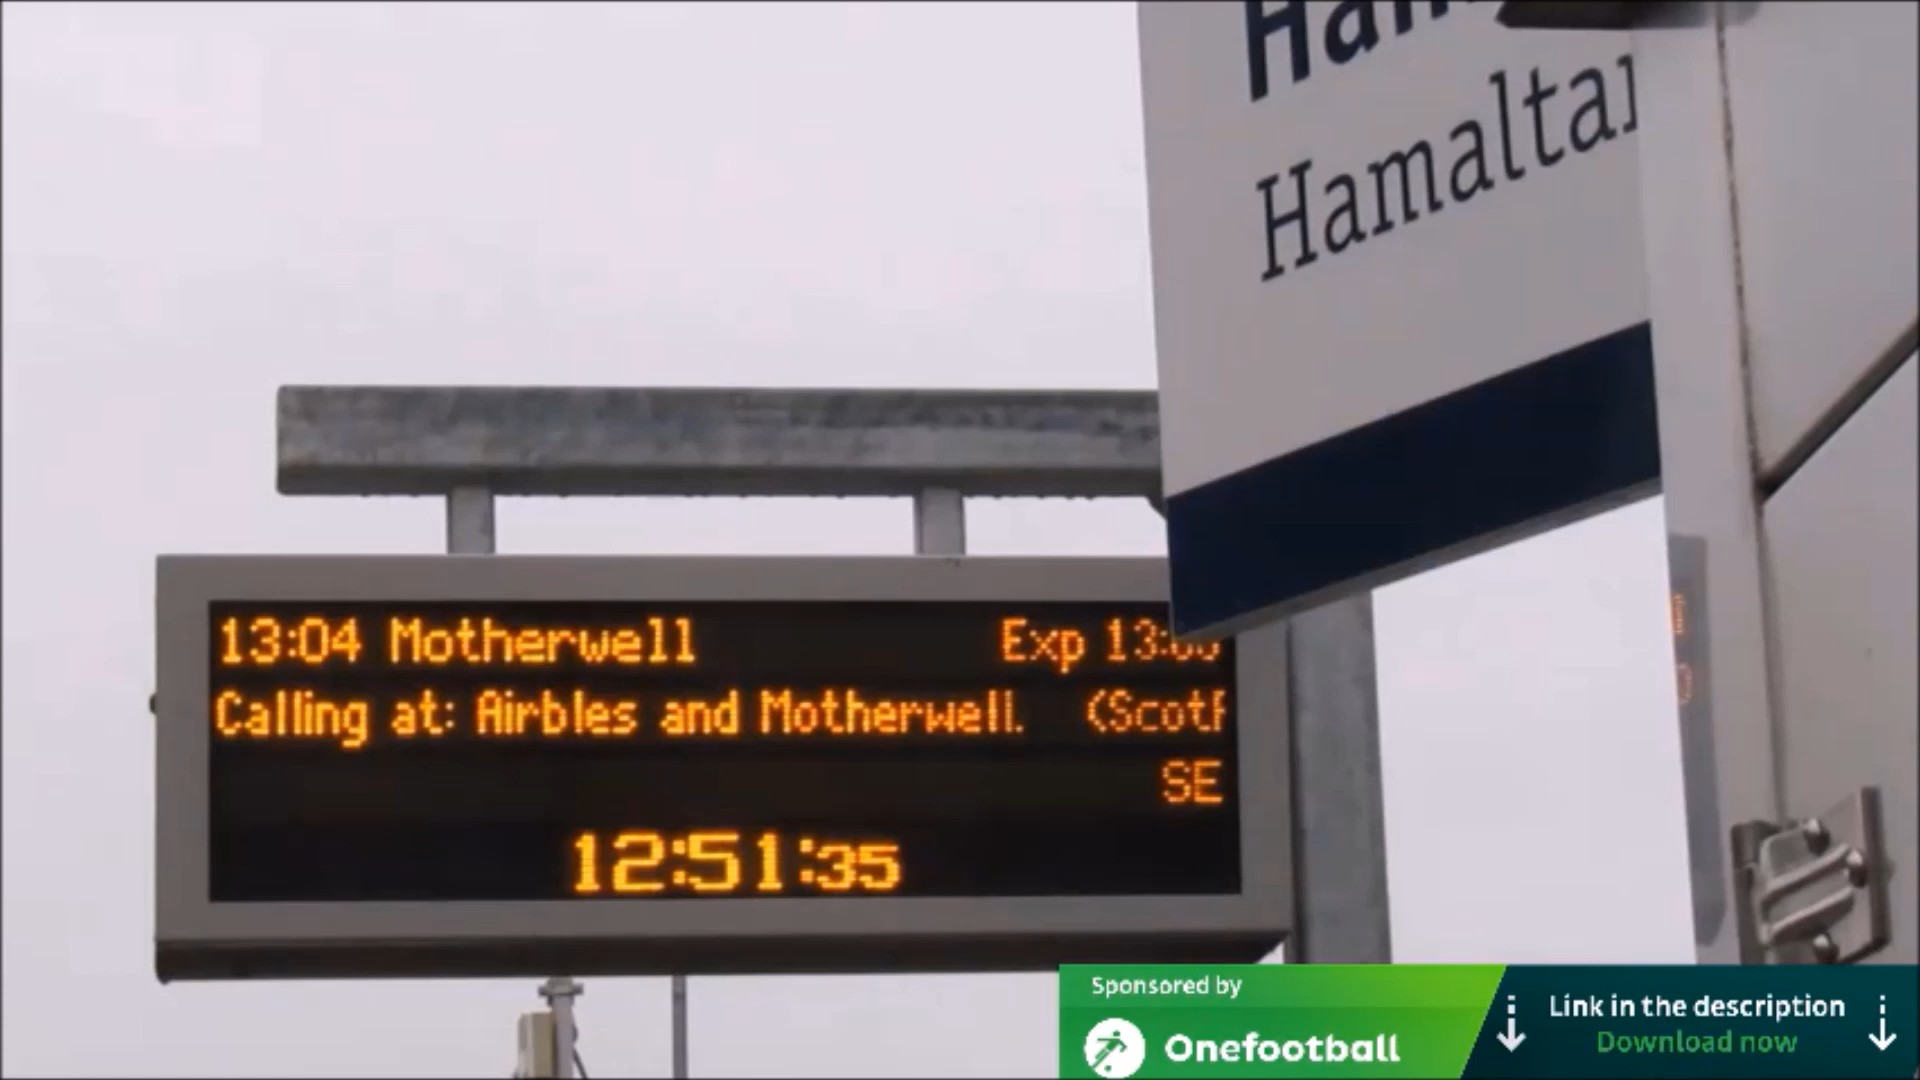 Hamaltan
13:04 Motherwell Exp
Calling at: Airbles and Motherwell.
SE
12:51:35
Sponsored by
Onefootball
Link in the description
Download now